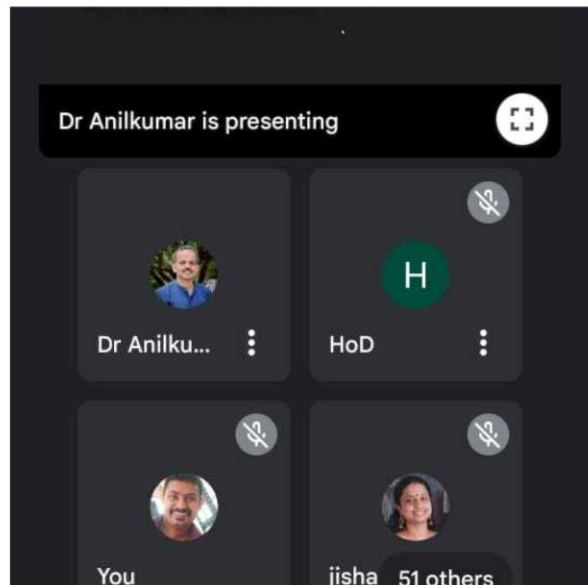 Dr Anilkumar is presenting
Dr Anilku...
H
HoD
You
jisha
51 others